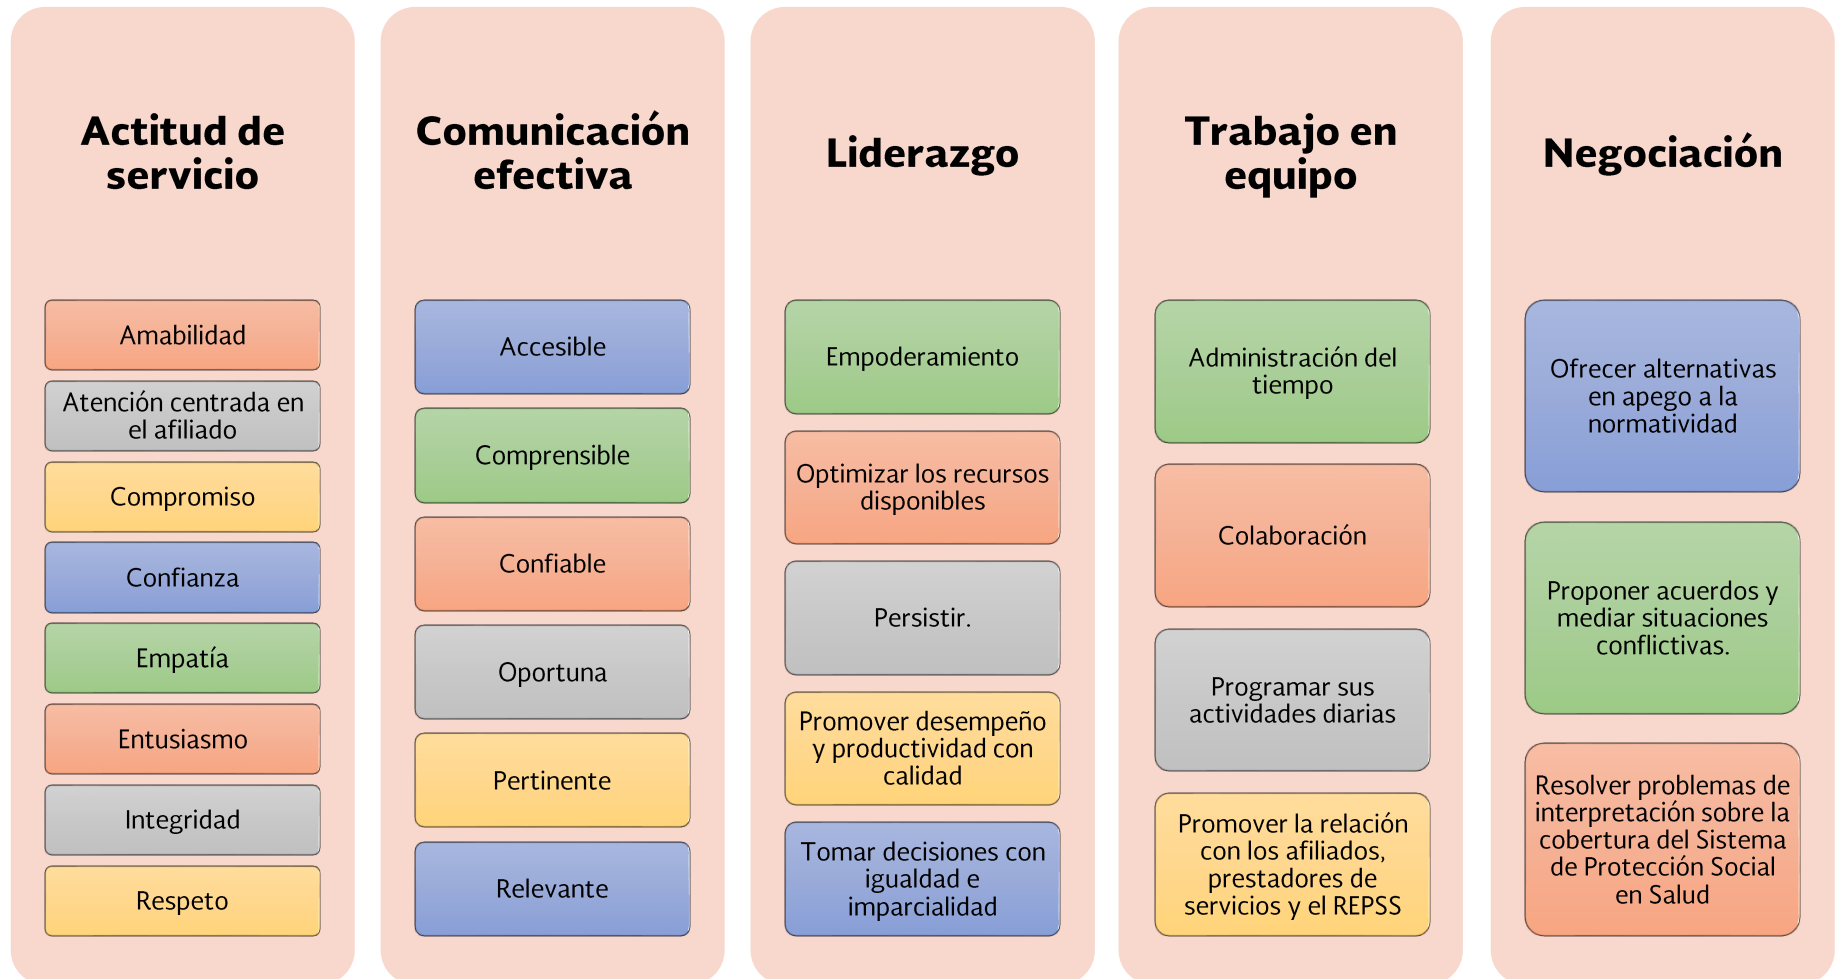 Actitud de
servicio
Amabilidad
Atención centrada en
el afiliado
Compromiso
Confianza
Empatía
Entusiasmo
Integridad
Respeto
Comunicación
efectiva
Accesible
Comprensible
Confiable
Oportuna
Pertinente
Relevante
Liderazgo
Empoderamiento
Optimizar los recursos
disponibles
Persistir.
Promover desempeño
y productividad con
calidad
Tomar decisiones con
igualdad e
imparcialidad
Trabajo en
equipo
Administración del
tiempo
Colaboración
Programar sus
actividades diarias
Promover la relación
con los afiliados,
prestadores de
servicios y el REPSS
Negociación
Ofrecer alternativas
en apego a la
normatividad
Proponer acuerdos y
mediar situaciones
conflictivas.
Resolver problemas de
interpretación sobre la
cobertura del Sistema
de Protección Social
en Salud